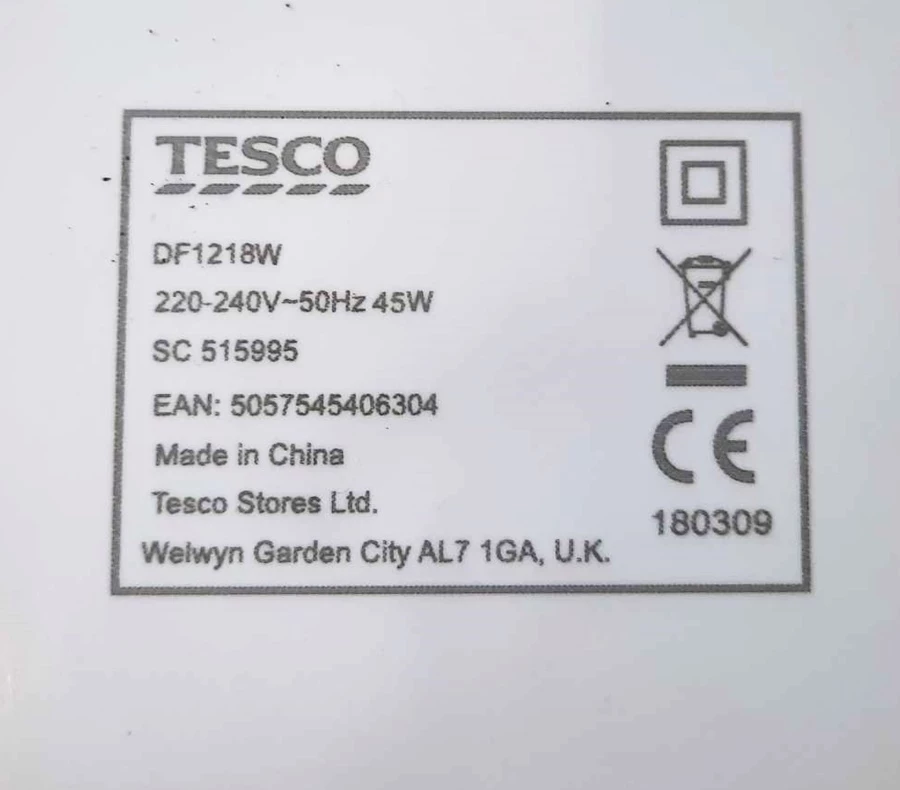 TESCO
DF1218W
220-240V~50Hz 45W
SC 515995
EAN: 5057545406304
Made in China
Tesco Stores Ltd.
Welwyn Garden City AL7 1GA, U.K.
CE
180309